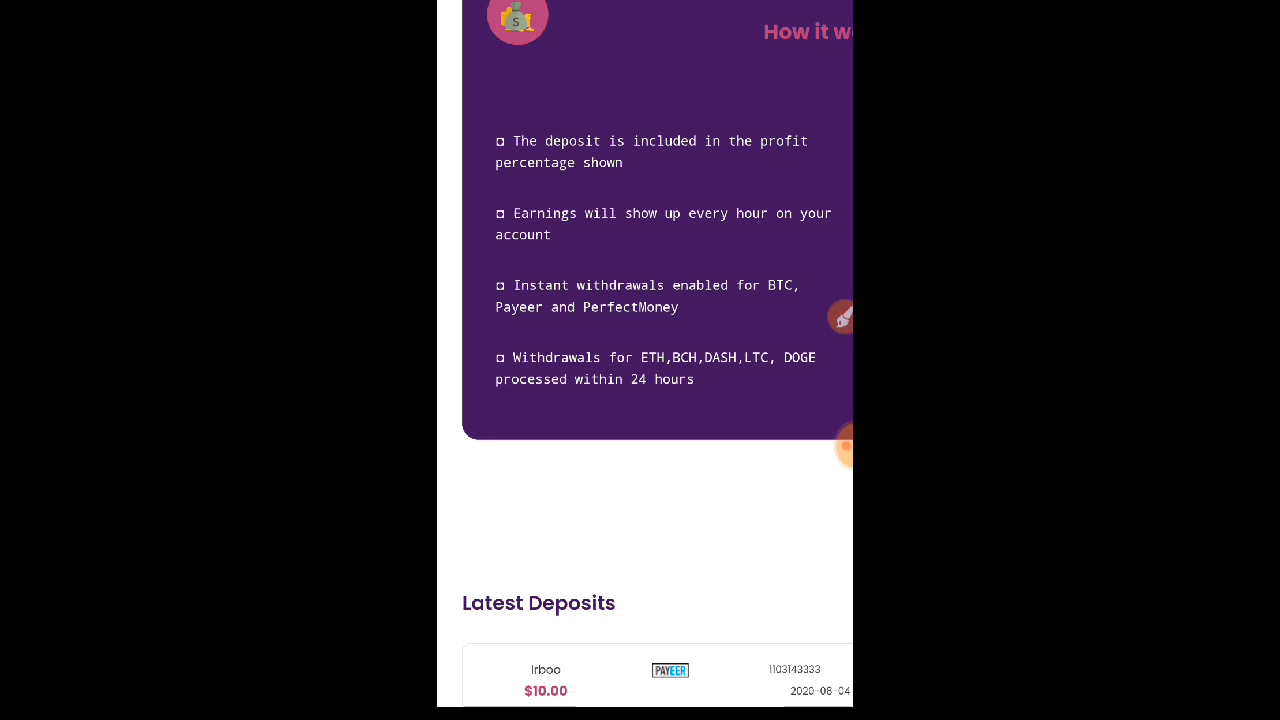 How it w
◘ The deposit is included in the profit
percentage shown
◘ Earnings will show up every hour on your
account
◘ Instant withdrawals enabled for BTC,
Payeer and PerfectMoney
◘ Withdrawals for ETH,BCH,DASH,LTC, DOGE
processed within 24 hours
Latest Deposits
Irboo PAYEER 1103143333
$10.00 2020-08-04